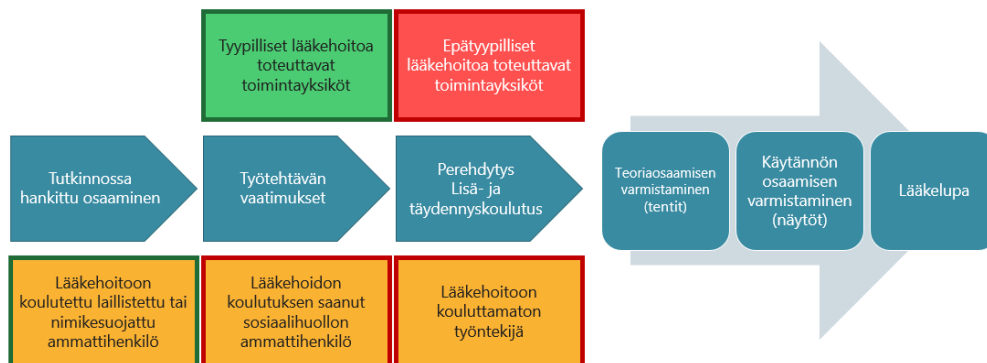 Tyypilliset lääkehoitoa
toteuttavat
toimintayksiköt
Epätyypilliset
lääkehoitoa toteuttavat
toimintayksiköt
Tutkinnossa
hankittu osaaminen
Työtehtävän
vaatimukset
Perehdytys
Lisä- ja
täydennyskoulutus
Teoriaosaamisen
varmistaminen
(tentit)
Käytännön
osaamisen
varmistaminen
(näytöt)
Lääkelupa
Lääkehoitoon
koulutettu laillistettu tai
nimikesuojattu
ammattihenkilö
Lääkehoidon
koulutuksen saanut
sosiaalihuollon
ammattihenkilö
Lääkehoitoon
kouluttamaton
työntekijä